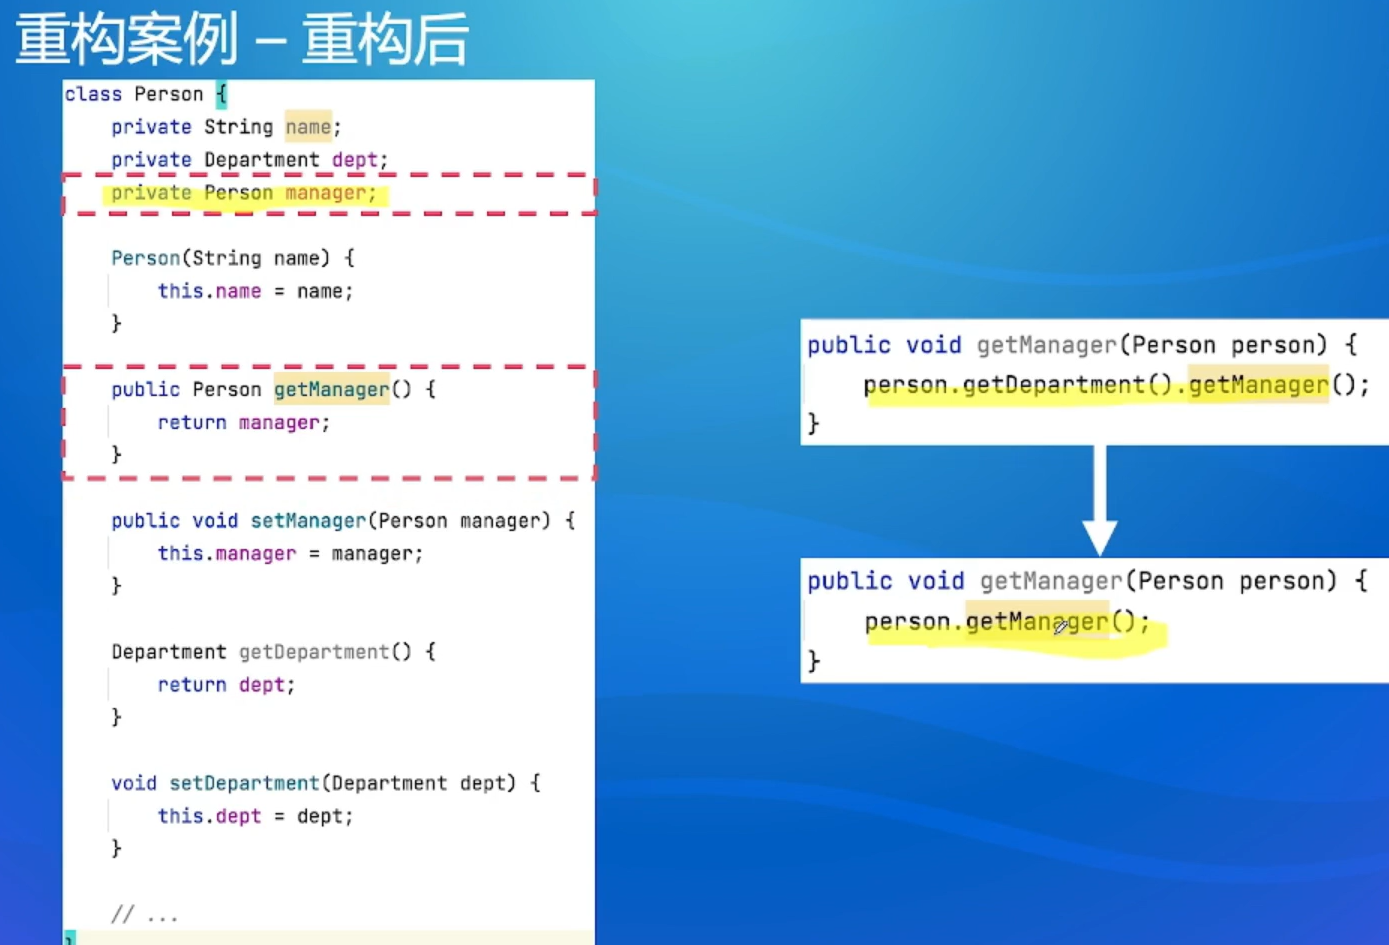 重构案例 – 重构后
class Person {
private String name;
private Department dept;
private Person manager;
Person(String name) {
this.name = name;
}
public Person getManager() {
return manager;
}
public void setManager(Person manager) {
this.manager = manager;
}
Department getDepartment() {
return dept;
}
void setDepartment(Department dept) {
this.dept = dept;
}
// ...
}
public void getManager(Person person) {
person.getDepartment().getManager();
}
public void getManager(Person person) {
person.getManager();
}